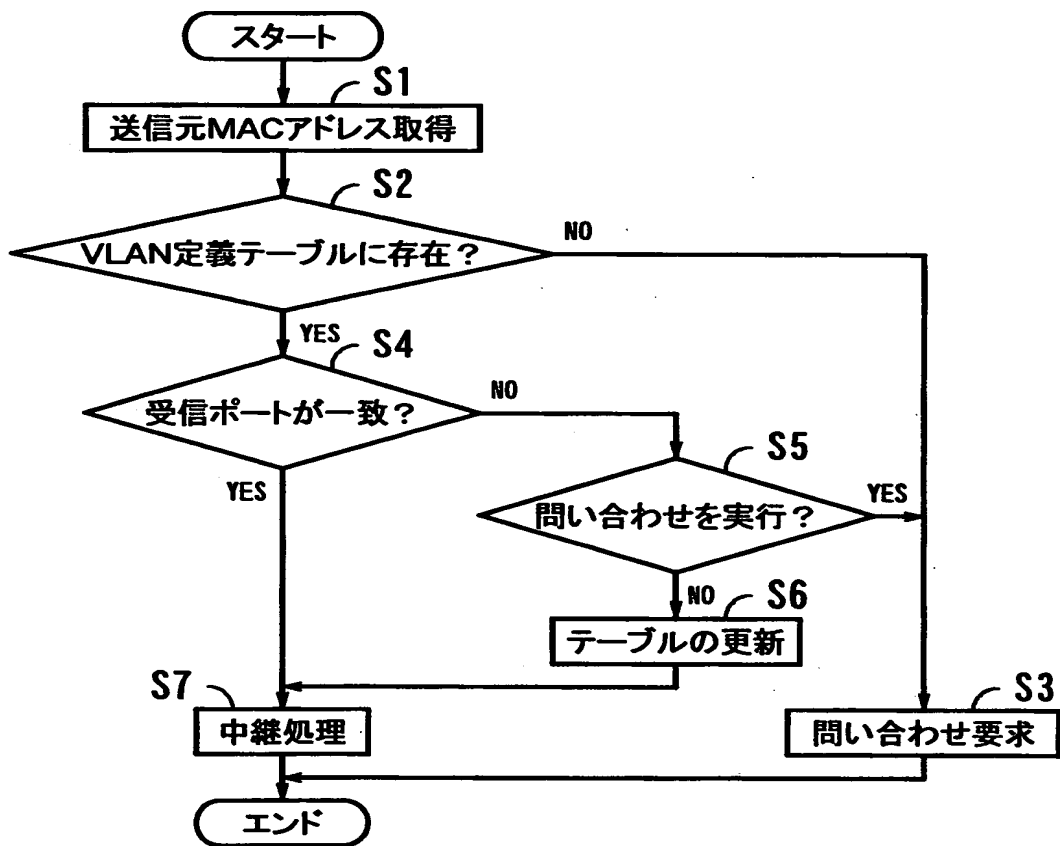 スタート
S1
送信元MACアドレス取得
S2
VLAN定義テーブルに存在？
NO
YES
S4
受信ポートが一致？
NO
YES
S5
問い合わせを実行？
YES
NO
S6
テーブルの更新
S7
中継処理
S3
問い合わせ要求
エンド